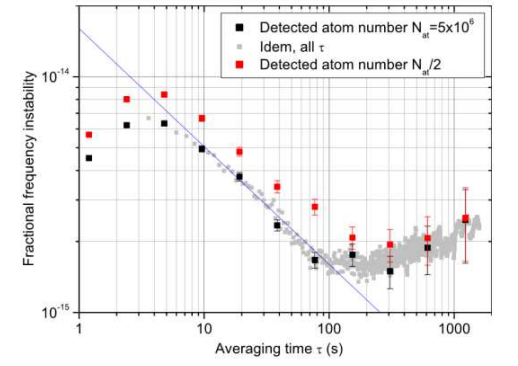 Detected atom number N_at=5x10^6
Idem, all τ
Detected atom number N_at/2
Fractional frequency instability
10^-14
10^-15
1
10
100
1000
Averaging time τ (s)